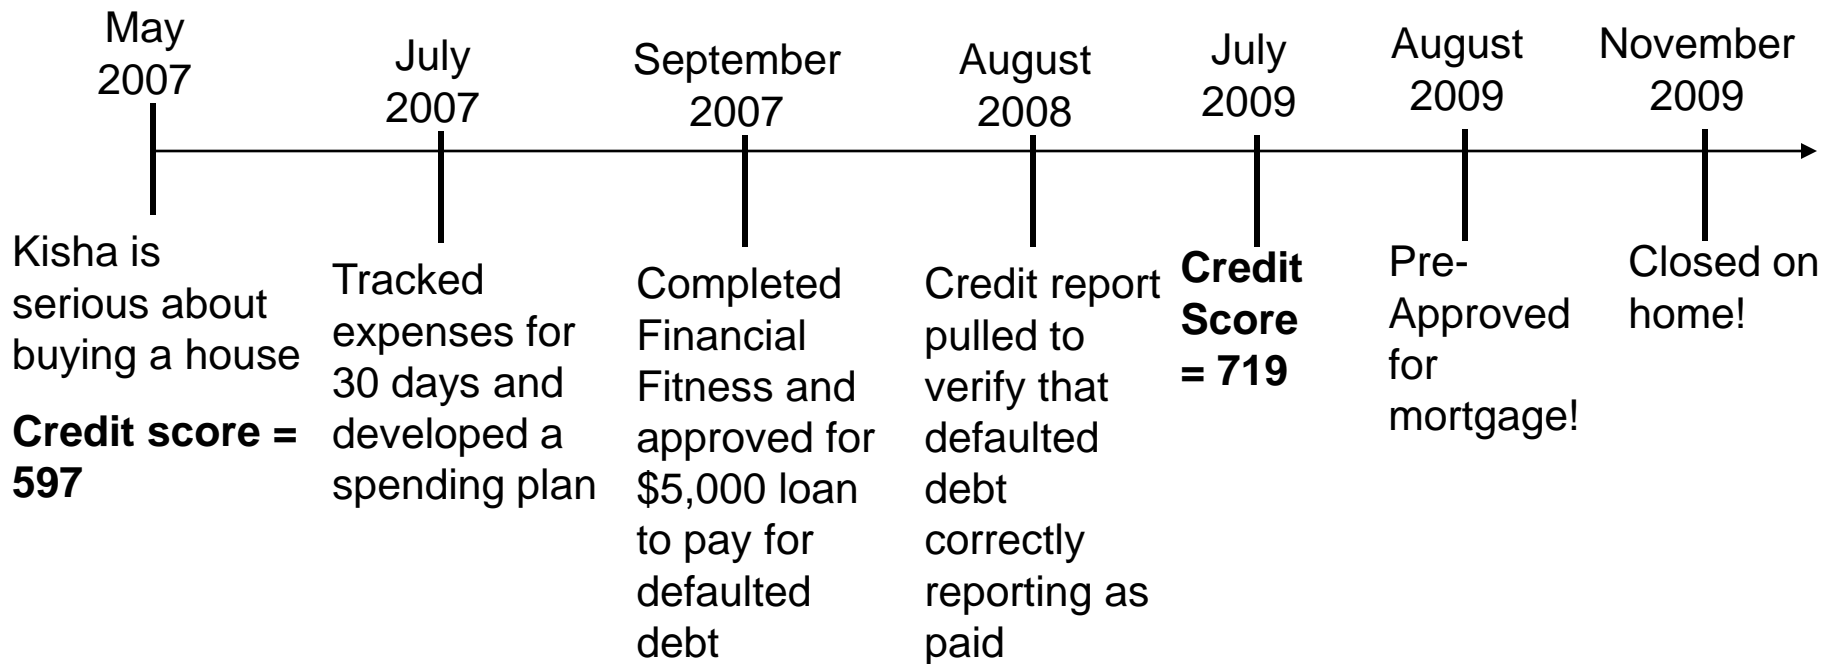 May
2007
Kisha is
serious about
buying a house
Credit score =
597
July
2007
Tracked
expenses for
30 days and
developed a
spending plan
September
2007
Completed
Financial
Fitness and
approved for
$5,000 loan
to pay for
defaulted
debt
August
2008
Credit report
pulled to
verify that
defaulted
debt
correctly
reporting as
paid
July
2009
Credit
Score
= 719
August
2009
Pre-
Approved
for
mortgage!
November
2009
Closed on
home!